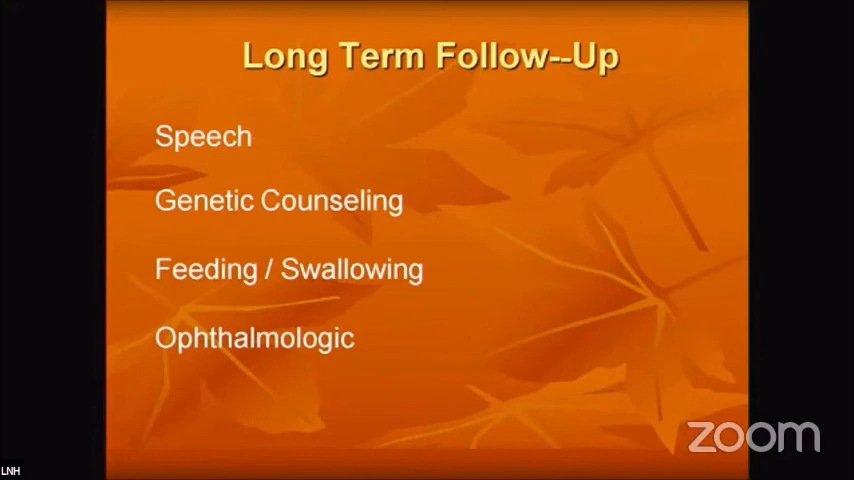 Long Term Follow--Up
Speech
Genetic Counseling
Feeding / Swallowing
Ophthalmologic
zoom
LNH